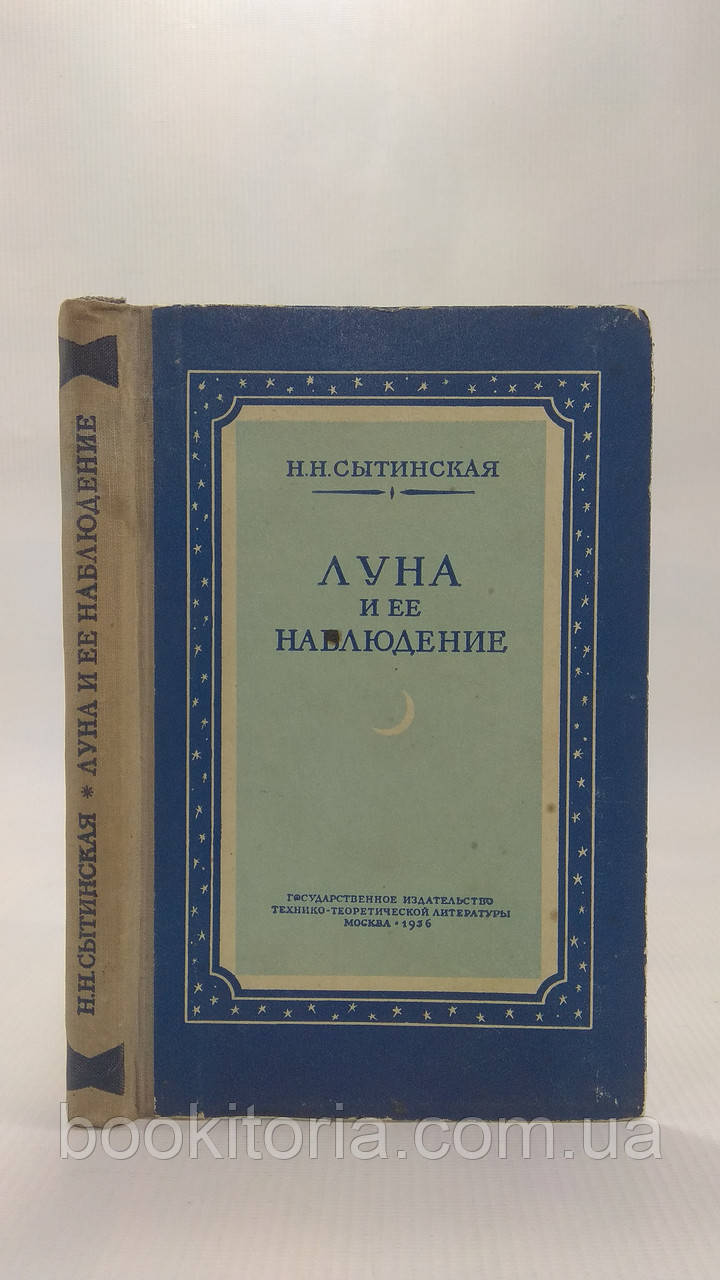 Н.Н.СЫТИНСКАЯ * ЛУНА И ЕЕ НАБЛЮДЕНИЕ
Н.Н.СЫТИНСКАЯ
ЛУНА
И ЕЕ
НАБЛЮДЕНИЕ
ГОСУДАРСТВЕННОЕ ИЗДАТЕЛЬСТВО
ТЕХНИКО-ТЕОРЕТИЧЕСКОЙ ЛИТЕРАТУРЫ
МОСКВА • 1956
bookitoria.com.ua